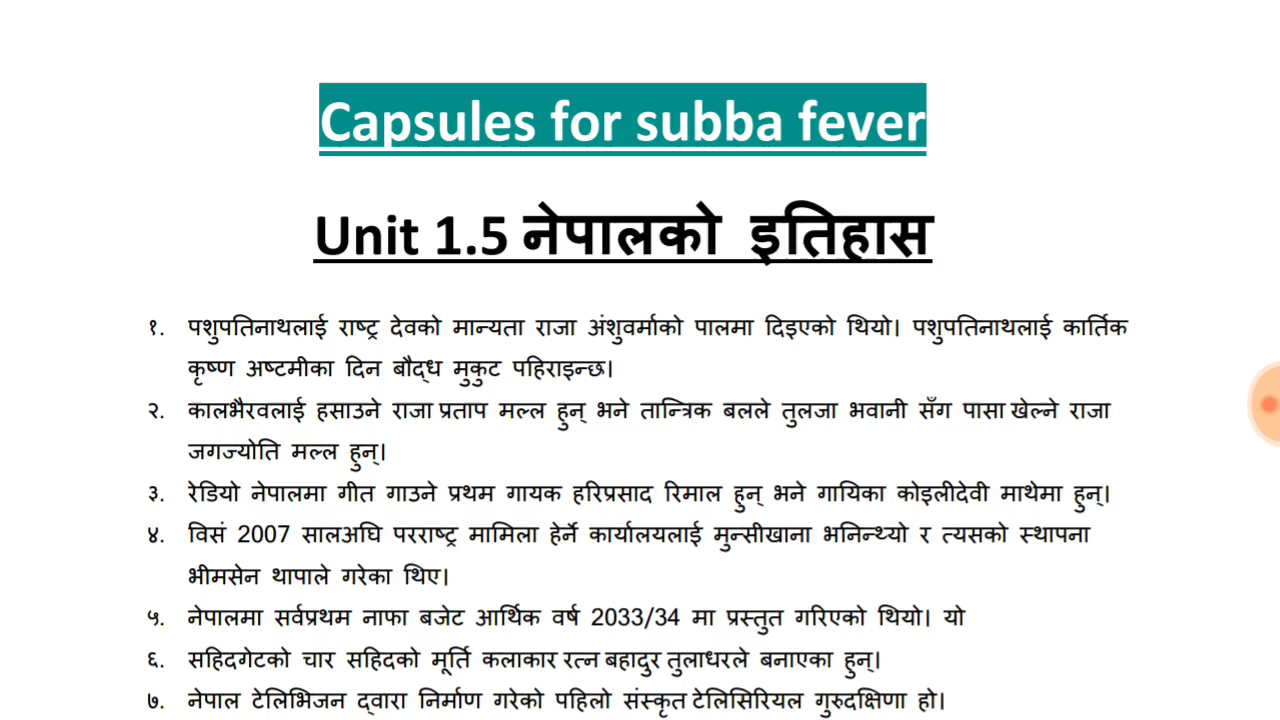 Capsules for subba fever
Unit 1.5 नेपालको इतिहास
१. पशुपतिनाथलाई राष्ट्र देवको मान्यता राजा अंशुवर्माको पालमा दिइएको थियो। पशुपतिनाथलाई कार्तिक
कृष्ण अष्टमीका दिन बौद्ध मुकुट पहिराइन्छ।
२. कालभैरवलाई हसाउने राजा प्रताप मल्ल हुन् भने तान्त्रिक बलले तुलजा भवानी सँग पासा खेल्ने राजा
जगज्योति मल्ल हुन्।
३. रेडियो नेपालमा गीत गाउने प्रथम गायक हरिप्रसाद रिमाल हुन् भने गायिका कोइलीदेवी माथेमा हुन्।
४. विसं 2007 सालअघि परराष्ट्र मामिला हेर्ने कार्यालयलाई मुन्सीखाना भनिन्थ्यो र त्यसको स्थापना
भीमसेन थापाले गरेका थिए।
५. नेपालमा सर्वप्रथम नाफा बजेट आर्थिक वर्ष 2033/34 मा प्रस्तुत गरिएको थियो। यो
६. सहिदगेटको चार सहिदको मूर्ति कलाकार रत्न बहादुर तुलाधरले बनाएका हुन्।
७. नेपाल टेलिभिजन द्वारा निर्माण गरेको पहिलो संस्कृत टेलिसिरियल गुरुदक्षिणा हो।